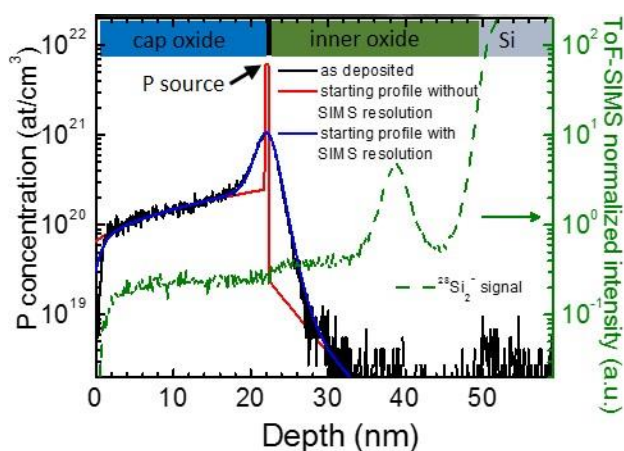 cap oxide
inner oxide
Si
P source
as deposited
starting profile without
SIMS resolution
starting profile with
SIMS resolution
²⁸Si₂⁻ signal
P concentration (at/cm³)
10²²
10²¹
10²⁰
10¹⁹
ToF-SIMS normalized
intensity (a.u.)
10²
10¹
10⁰
10⁻¹
0 10 20 30 40 50
Depth (nm)